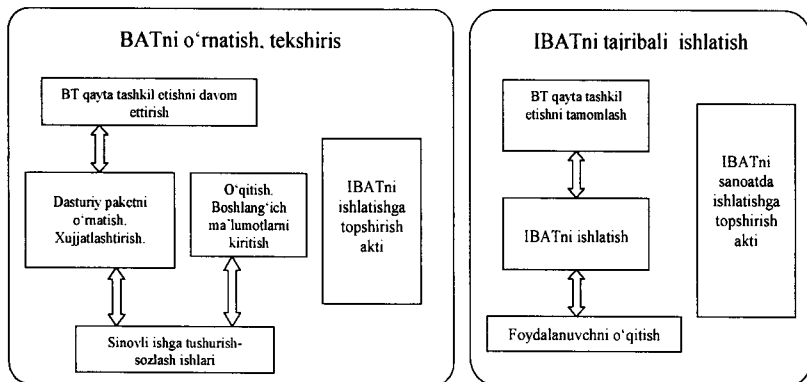 BATni o‘rnatish, tekshiris
BT qayta tashkil etishni davom
ettirish
Dasturiy paketni
o‘rnatish.
Xujjatlashtirish.
O‘qitish.
Boshlang‘ich
ma`lumotlarni
kiritish
IBATni
ishlatishga
topshirish
akti
Sinovli ishga tushurish-
sozlash ishlari
IBATni tajribali ishlatish
BT qayta tashkil
etishni tamomlash
IBATni ishlatish
Foydalanuvchni o‘qitish
IBATni
sanoatda
ishlatishga
topshirish
akti